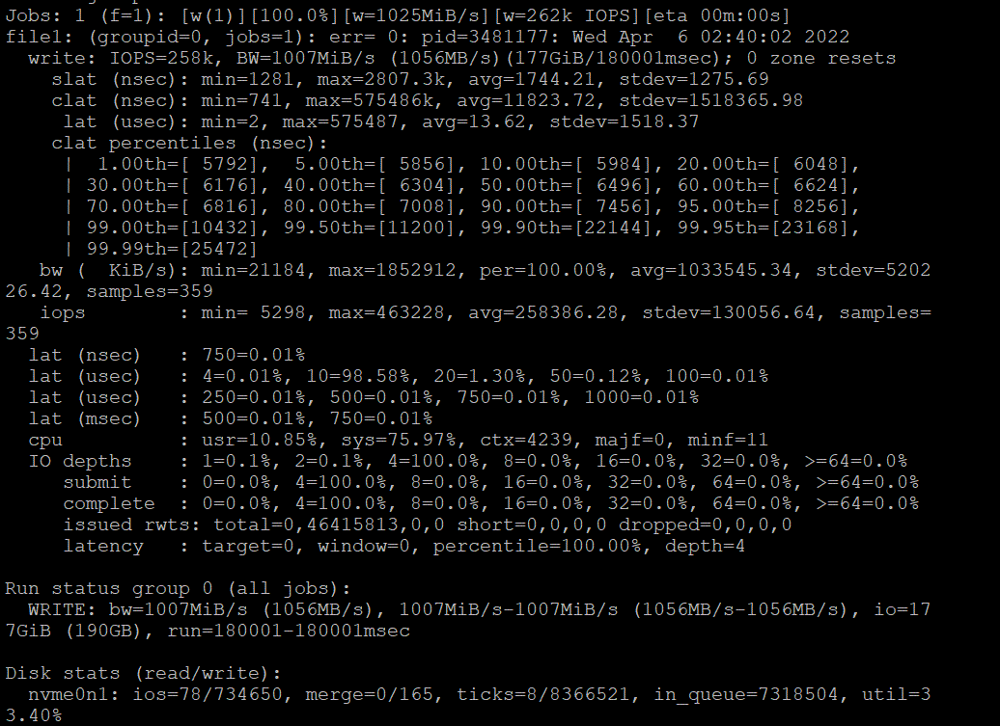 Jobs: 1 (f=1): [w(1)][100.0%][w=1025MiB/s][w=262k IOPS][eta 00m:00s]
file1: (groupid=0, jobs=1): err= 0: pid=3481177: Wed Apr  6 02:40:02 2022
  write: IOPS=258k, BW=1007MiB/s (1056MB/s)(177GiB/180001msec); 0 zone resets
    slat (nsec): min=1281, max=2807.3k, avg=1744.21, stdev=1275.69
    clat (nsec): min=741, max=575486k, avg=11823.72, stdev=1518365.98
     lat (usec): min=2, max=575487, avg=13.62, stdev=1518.37
    clat percentiles (nsec):
     |  1.00th=[ 5792],  5.00th=[ 5856], 10.00th=[ 5984], 20.00th=[ 6048],
     | 30.00th=[ 6176], 40.00th=[ 6304], 50.00th=[ 6496], 60.00th=[ 6624],
     | 70.00th=[ 6816], 80.00th=[ 7008], 90.00th=[ 7456], 95.00th=[ 8256],
     | 99.00th=[10432], 99.50th=[11200], 99.90th=[22144], 99.95th=[23168],
     | 99.99th=[25472]
   bw (  KiB/s): min=21184, max=1852912, per=100.00%, avg=1033545.34, stdev=5202
26.42, samples=359
   iops        : min= 5298, max=463228, avg=258386.28, stdev=130056.64, samples=
359
  lat (nsec)   : 750=0.01%
  lat (usec)   : 4=0.01%, 10=98.58%, 20=1.30%, 50=0.12%, 100=0.01%
  lat (usec)   : 250=0.01%, 500=0.01%, 750=0.01%, 1000=0.01%
  lat (msec)   : 500=0.01%, 750=0.01%
  cpu          : usr=10.85%, sys=75.97%, ctx=4239, majf=0, minf=11
  IO depths    : 1=0.1%, 2=0.1%, 4=100.0%, 8=0.0%, 16=0.0%, 32=0.0%, >=64=0.0%
     submit    : 0=0.0%, 4=100.0%, 8=0.0%, 16=0.0%, 32=0.0%, 64=0.0%, >=64=0.0%
     complete  : 0=0.0%, 4=100.0%, 8=0.0%, 16=0.0%, 32=0.0%, 64=0.0%, >=64=0.0%
     issued rwts: total=0,46415813,0,0 short=0,0,0,0 dropped=0,0,0,0
     latency   : target=0, window=0, percentile=100.00%, depth=4

Run status group 0 (all jobs):
  WRITE: bw=1007MiB/s (1056MB/s), 1007MiB/s-1007MiB/s (1056MB/s-1056MB/s), io=17
7GiB (190GB), run=180001-180001msec

Disk stats (read/write):
  nvme0n1: ios=78/734650, merge=0/165, ticks=8/8366521, in_queue=7318504, util=3
3.40%